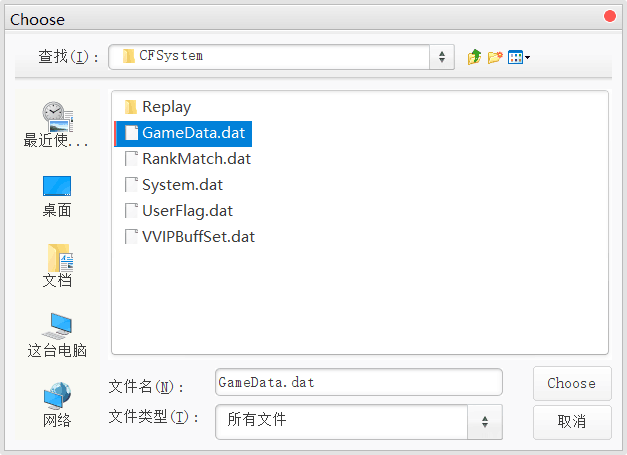 Choose
查找(I)：
CFSystem
Replay
GameData.dat
RankMatch.dat
System.dat
UserFlag.dat
VVIPBuffSet.dat
最近使...
桌面
文档
这台电脑
网络
文件名(N)：
GameData.dat
Choose
文件类型(T)：
所有文件
取消